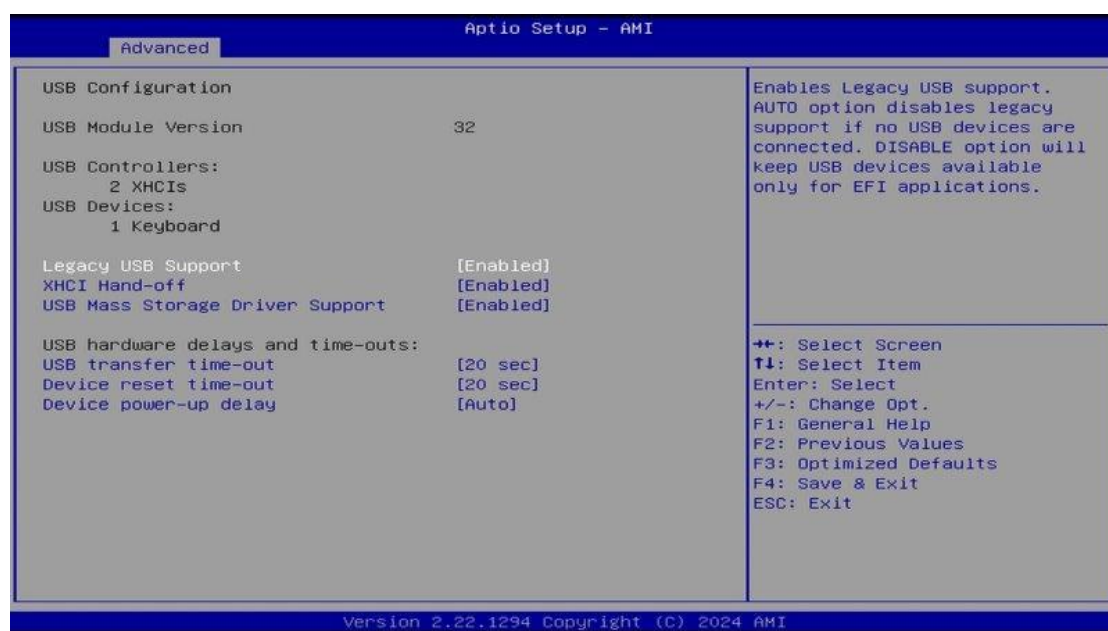 Aptio Setup – AMI
Advanced
USB Configuration
USB Module Version 32
USB Controllers:
2 XHCIs
USB Devices:
1 Keyboard
Legacy USB Support [Enabled]
XHCI Hand-off [Enabled]
USB Mass Storage Driver Support [Enabled]
USB hardware delays and time-outs:
USB transfer time-out [20 sec]
Device reset time-out [20 sec]
Device power-up delay [Auto]
Enables Legacy USB support.
AUTO option disables legacy
support if no USB devices are
connected. DISABLE option will
keep USB devices available
only for EFI applications.
→←: Select Screen
↑↓: Select Item
Enter: Select
+/-: Change Opt.
F1: General Help
F2: Previous Values
F3: Optimized Defaults
F4: Save & Exit
ESC: Exit
Version 2.22.1294 Copyright (C) 2024 AMI